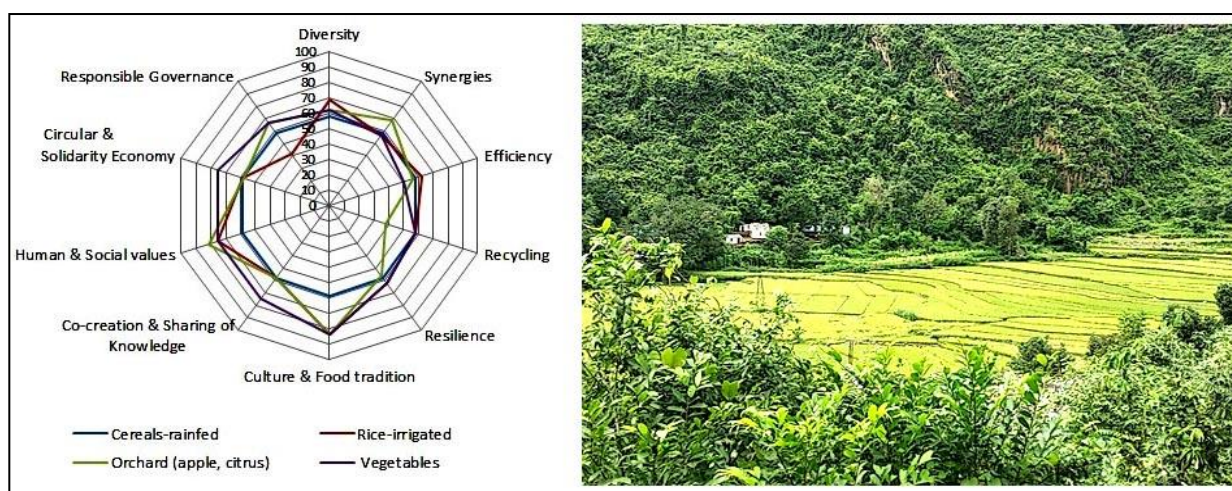 Diversity
100
90
80
70
60
50
40
30
20
10
0
Synergies
Efficiency
Recycling
Resilience
Culture & Food tradition
Co-creation & Sharing of
Knowledge
Human & Social values
Circular &
Solidarity Economy
Responsible Governance
Cereals-rainfed
Rice-irrigated
Orchard (apple, citrus)
Vegetables